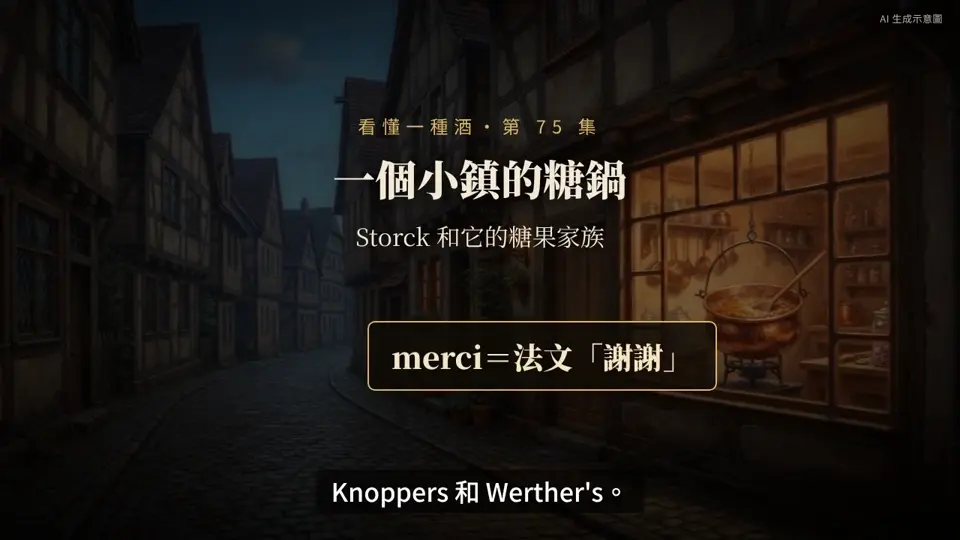 AI 生成示意圖
看懂一種酒・第 75 集
一個小鎮的糖鍋
Storck 和它的糖果家族
merci＝法文「謝謝」
Knoppers 和 Werther's。